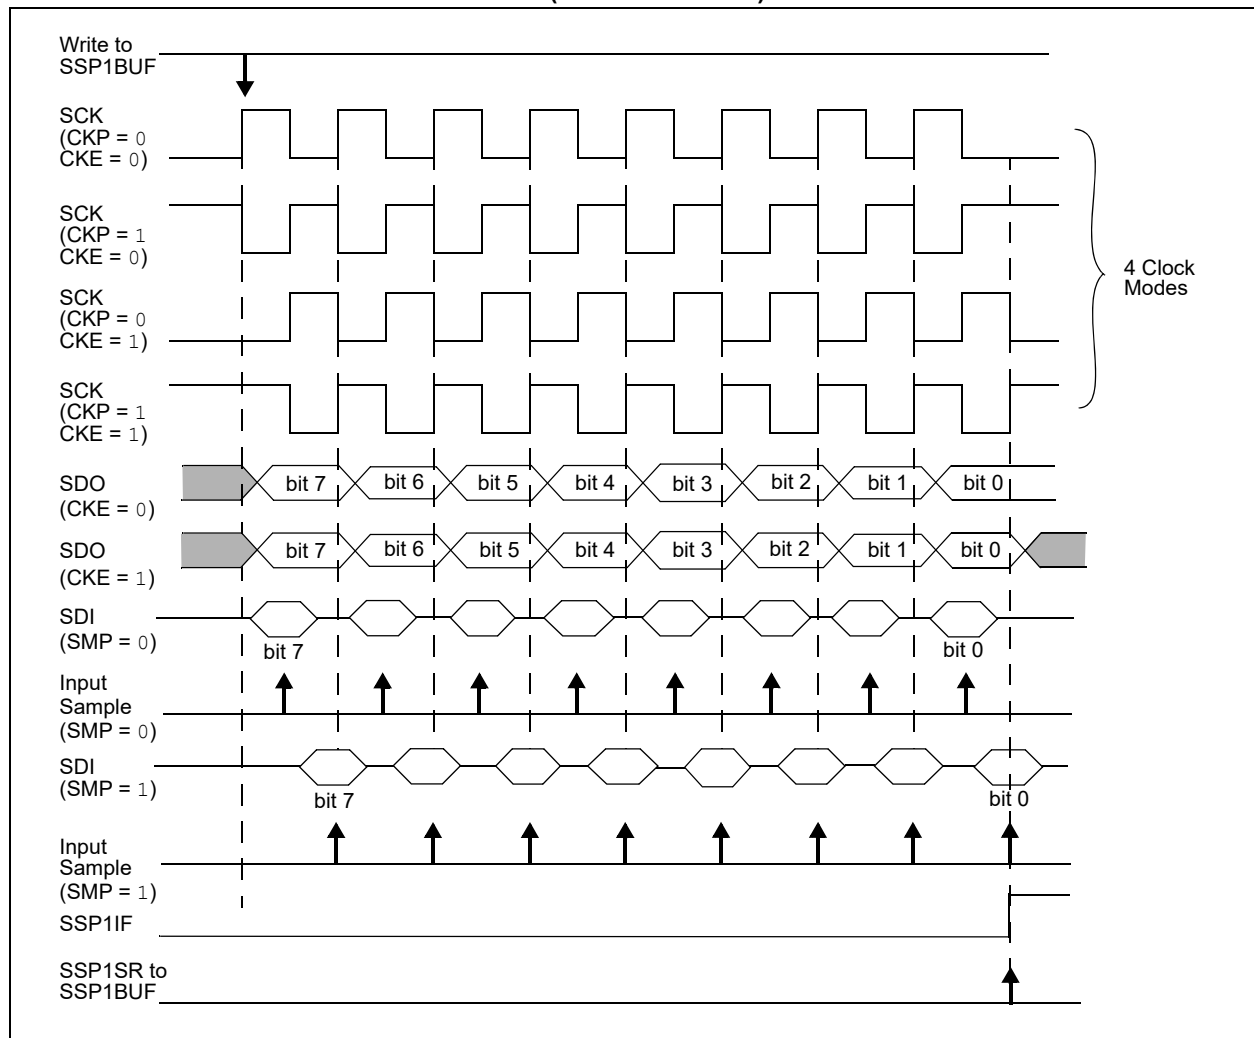 Write to
SSP1BUF
SCK
(CKP = 0
CKE = 0)
SCK
(CKP = 1
CKE = 0)
4 Clock
Modes
SCK
(CKP = 0
CKE = 1)
SCK
(CKP = 1
CKE = 1)
SDO
(CKE = 0)
bit 7 bit 6 bit 5 bit 4 bit 3 bit 2 bit 1 bit 0
SDO
(CKE = 1)
bit 7 bit 6 bit 5 bit 4 bit 3 bit 2 bit 1 bit 0
SDI
(SMP = 0)
bit 7 bit 0
Input
Sample
(SMP = 0)
SDI
(SMP = 1)
bit 7 bit 0
Input
Sample
(SMP = 1)
SSP1IF
SSP1SR to
SSP1BUF